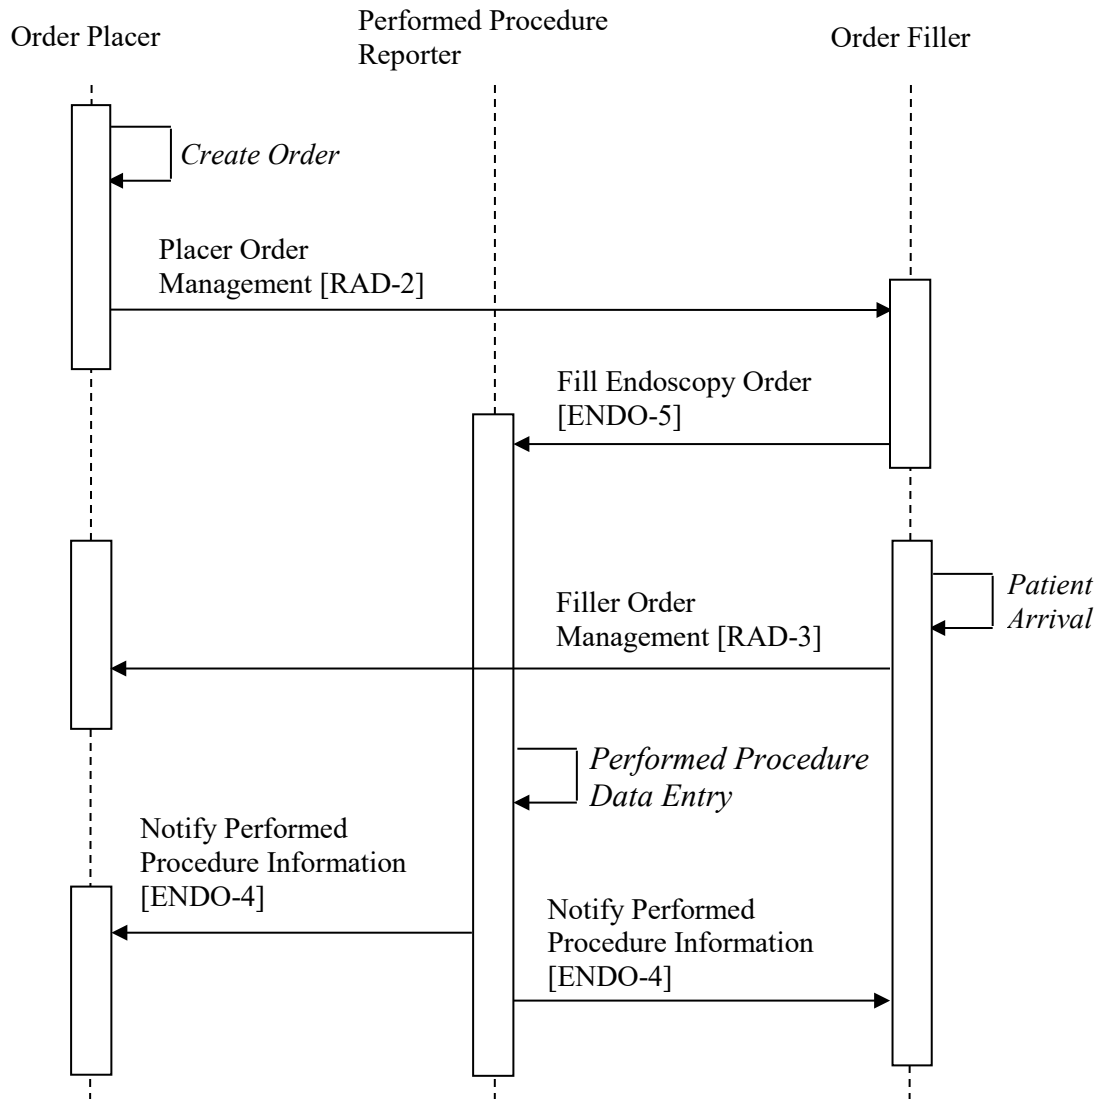 Order Placer
Performed Procedure
Reporter
Order Filler
Create Order
Placer Order
Management [RAD-2]
Fill Endoscopy Order
[ENDO-5]
Patient
Arrival
Filler Order
Management [RAD-3]
Performed Procedure
Data Entry
Notify Performed
Procedure Information
[ENDO-4]
Notify Performed
Procedure Information
[ENDO-4]